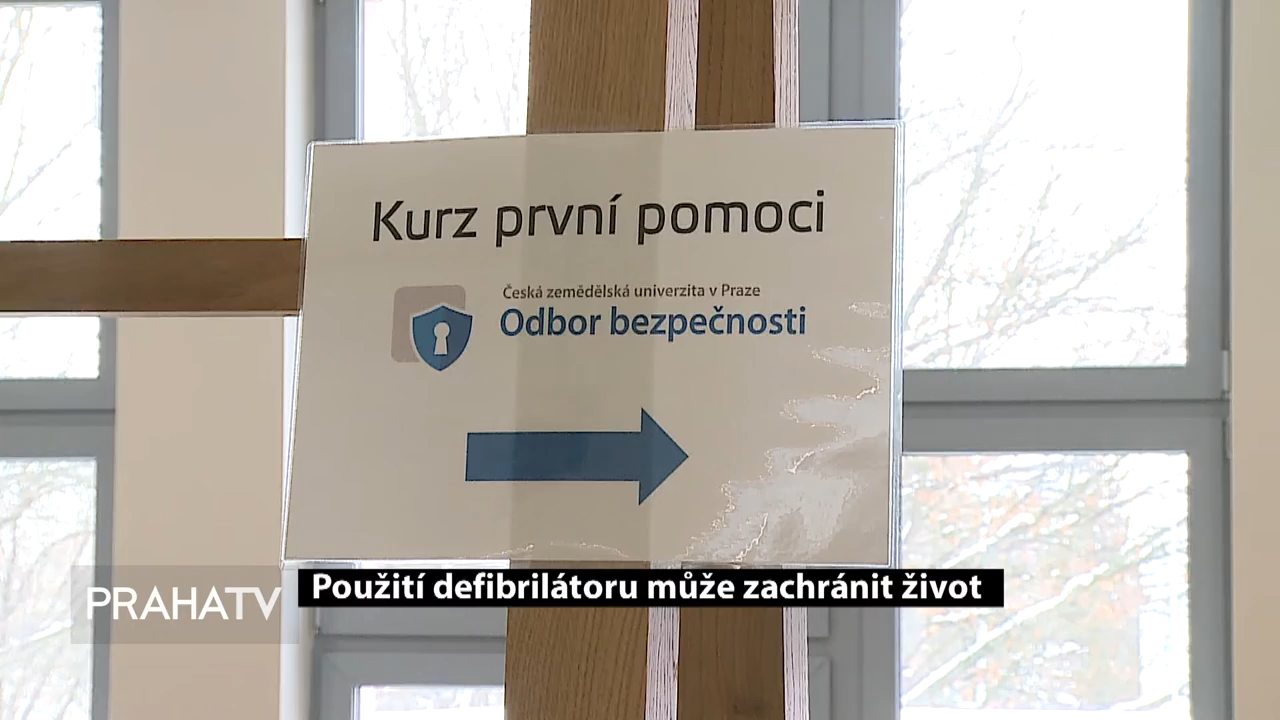 Kurz první pomoci
Česká zemědělská univerzita v Praze
Odbor bezpečnosti
PRAHATV
Použití defibrilátoru může zachránit život